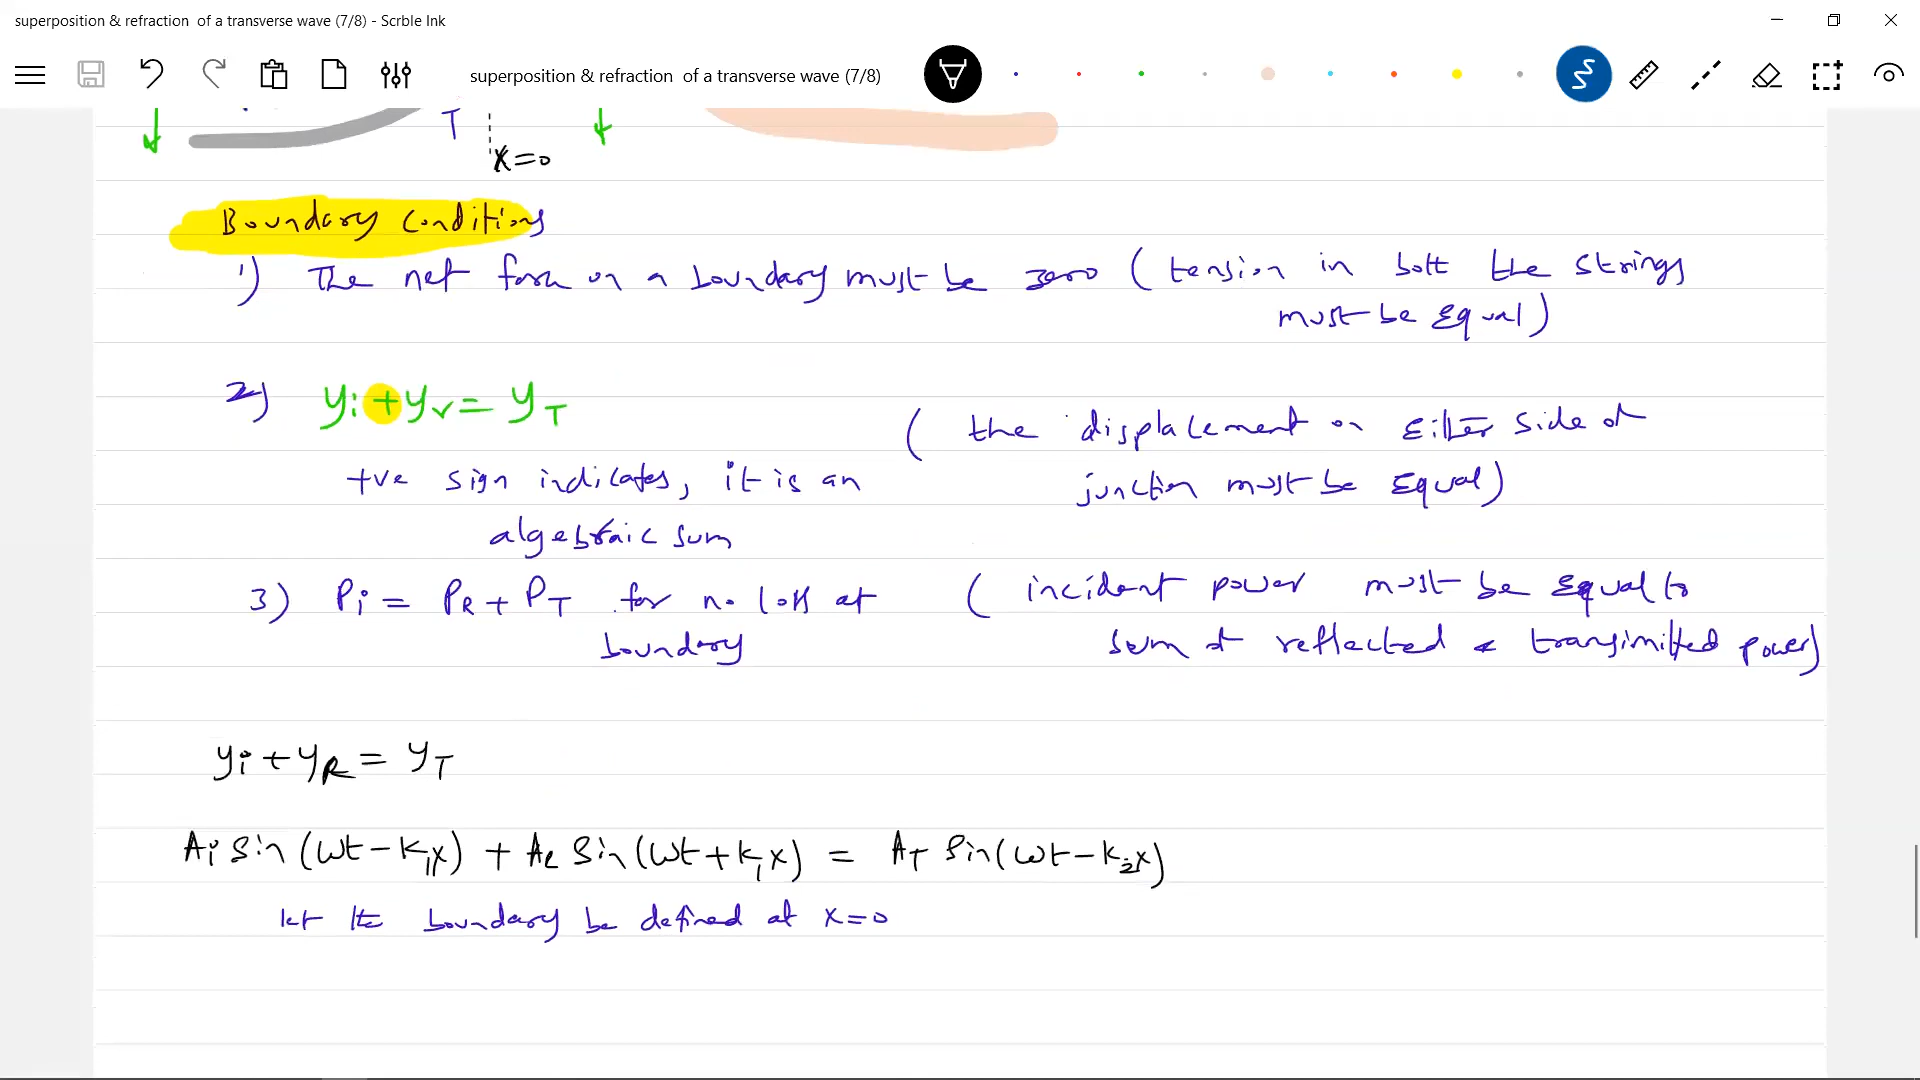 superposition & refraction of a transverse wave (7/8) - Scrble Ink
superposition & refraction of a transverse wave (7/8)
T
x=0
Boundary Conditions
1) The net force on a boundary must be zero ( tension in both the strings
must be Equal )
2) yi + yr = yT
( the displacement on Either side of
+ve sign indicates, it is an
junction must be Equal )
algebraic sum
3) Pi = PR + PT for no loss at
( incident power must be Equal to
boundary
sum of reflected & transimitted power)
yi + yR = yT
Ai Sin (ωt - k1x) + AR Sin (ωt + k1x) = AT Sin (ωt - k2x)
let the boundary be defined at x=0